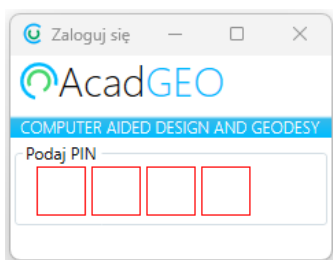 Zaloguj się
AcadGEO
COMPUTER AIDED DESIGN AND GEODESY
Podaj PIN